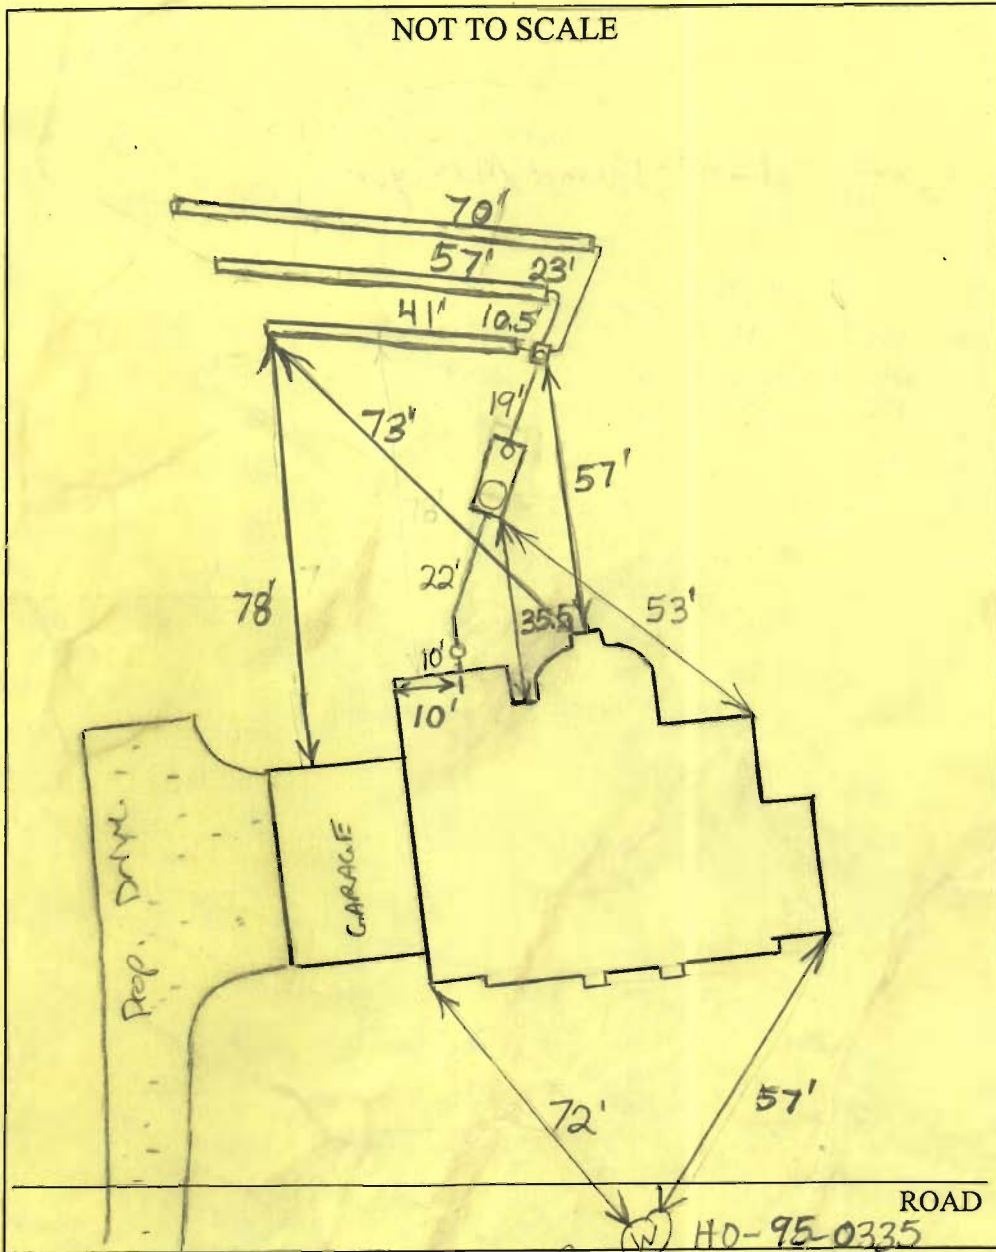 NOT TO SCALE
70'
57' 23'
41' 10.5'
19'
73'
57'
22'
78'
35.5'
53'
10'
10'
Prop. Drive
GARAGE
72'
57'
ROAD
W HO-95-0335